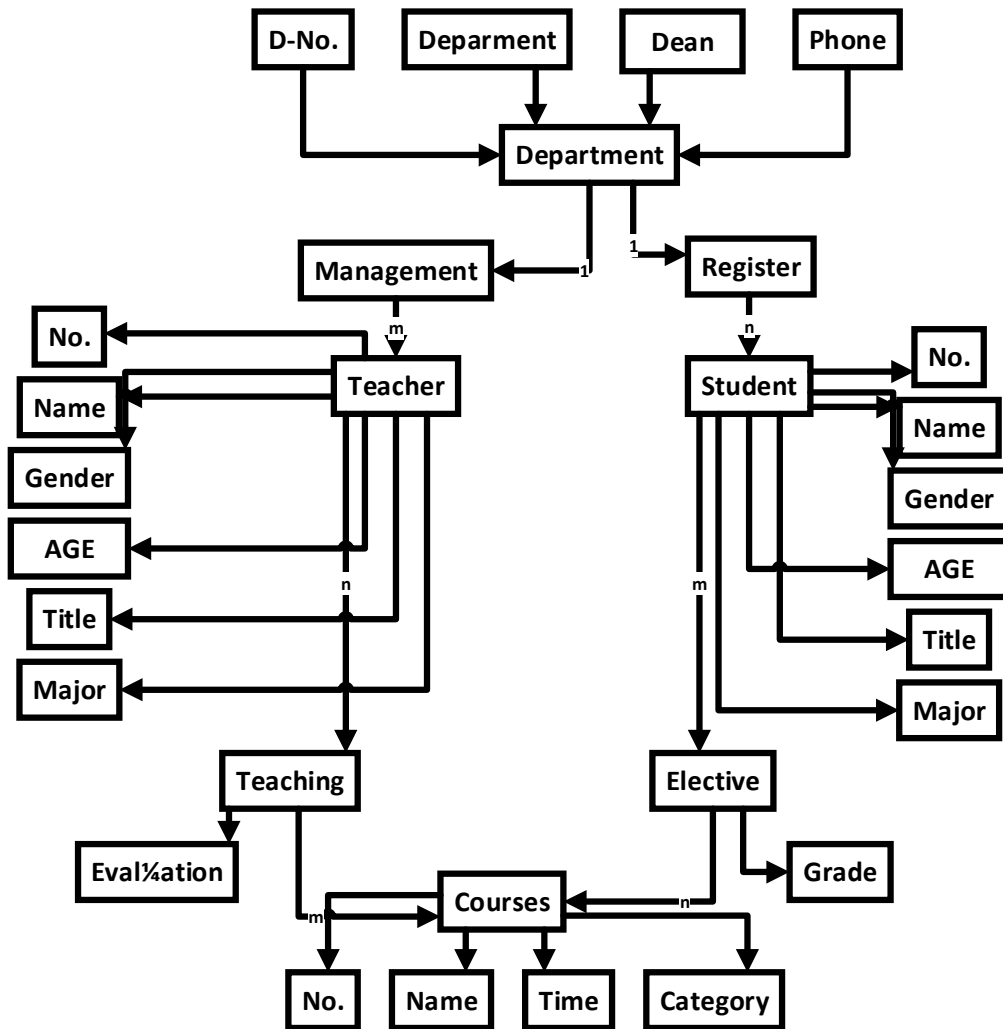 D-No.
Deparment
Dean
Phone
Department
1
1
Management
Register
m
n
No.
Teacher
Student
No.
Name
Name
Gender
Gender
AGE
AGE
n
m
Title
Title
Major
Major
Teaching
Elective
Eval¼ation
Grade
Courses
m
n
No.
Name
Time
Category